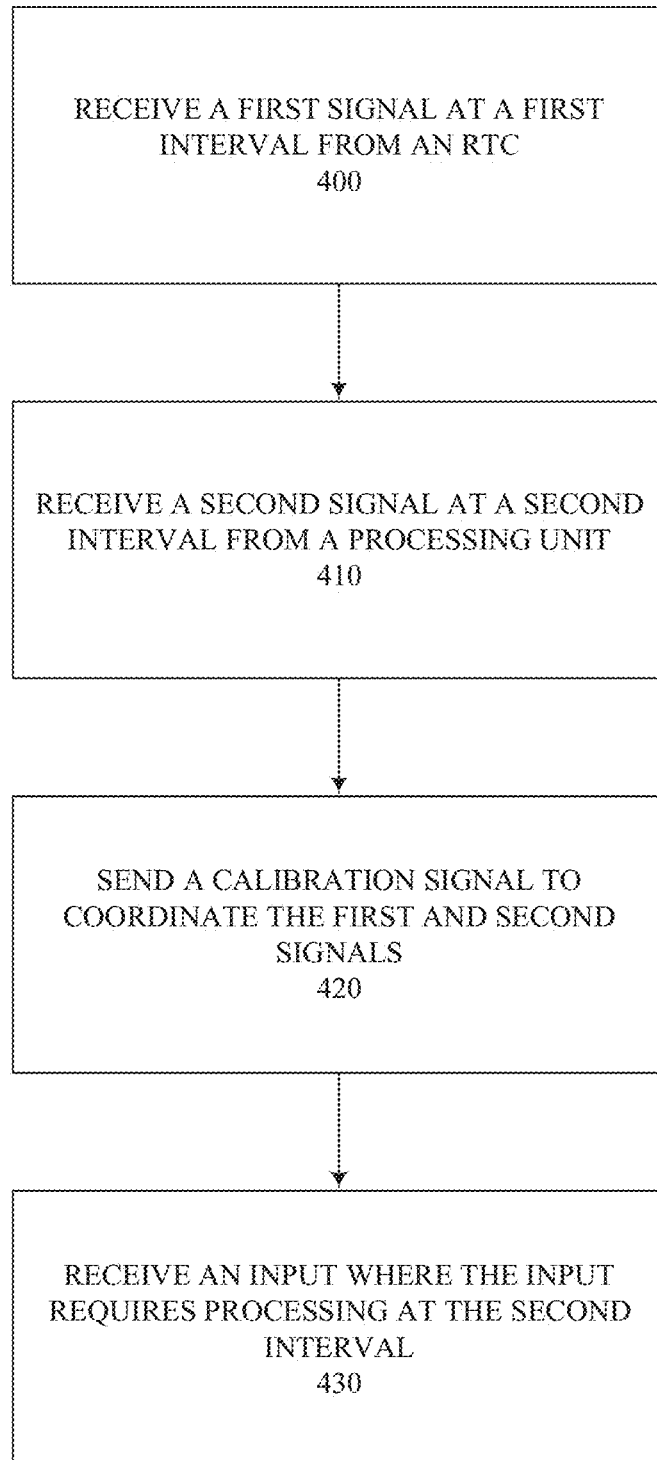 RECEIVE A FIRST SIGNAL AT A FIRST
INTERVAL FROM AN RTC
400
RECEIVE A SECOND SIGNAL AT A SECOND
INTERVAL FROM A PROCESSING UNIT
410
SEND A CALIBRATION SIGNAL TO
COORDINATE THE FIRST AND SECOND
SIGNALS
420
RECEIVE AN INPUT WHERE THE INPUT
REQUIRES PROCESSING AT THE SECOND
INTERVAL
430